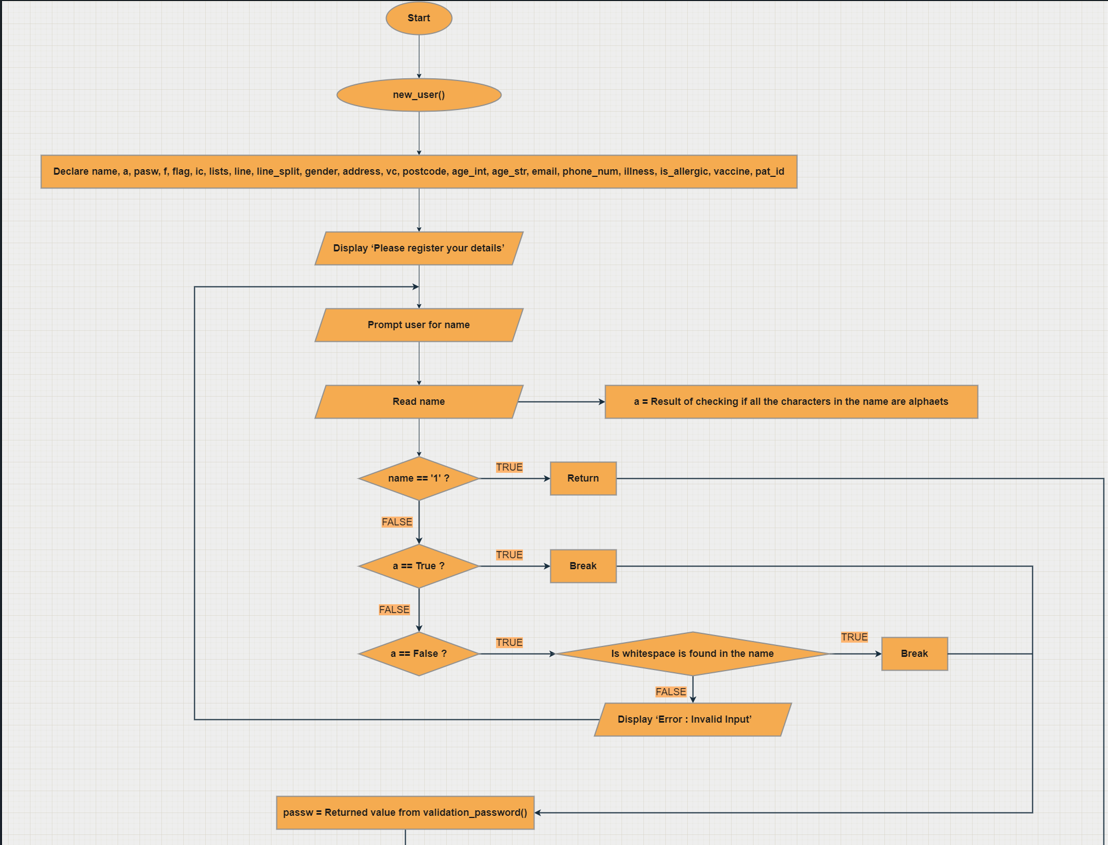 Start
new_user()
Declare name, a, pasw, f, flag, ic, lists, line, line_split, gender, address, vc, postcode, age_int, age_str, email, phone_num, illness, is_allergic, vaccine, pat_id
Display ‘Please register your details’
Prompt user for name
Read name
a = Result of checking if all the characters in the name are alphaets
name == '1' ?
TRUE
Return
FALSE
a == True ?
TRUE
Break
FALSE
a == False ?
TRUE
Is whitespace is found in the name
TRUE
Break
FALSE
Display ‘Error : Invalid Input’
passw = Returned value from validation_password()